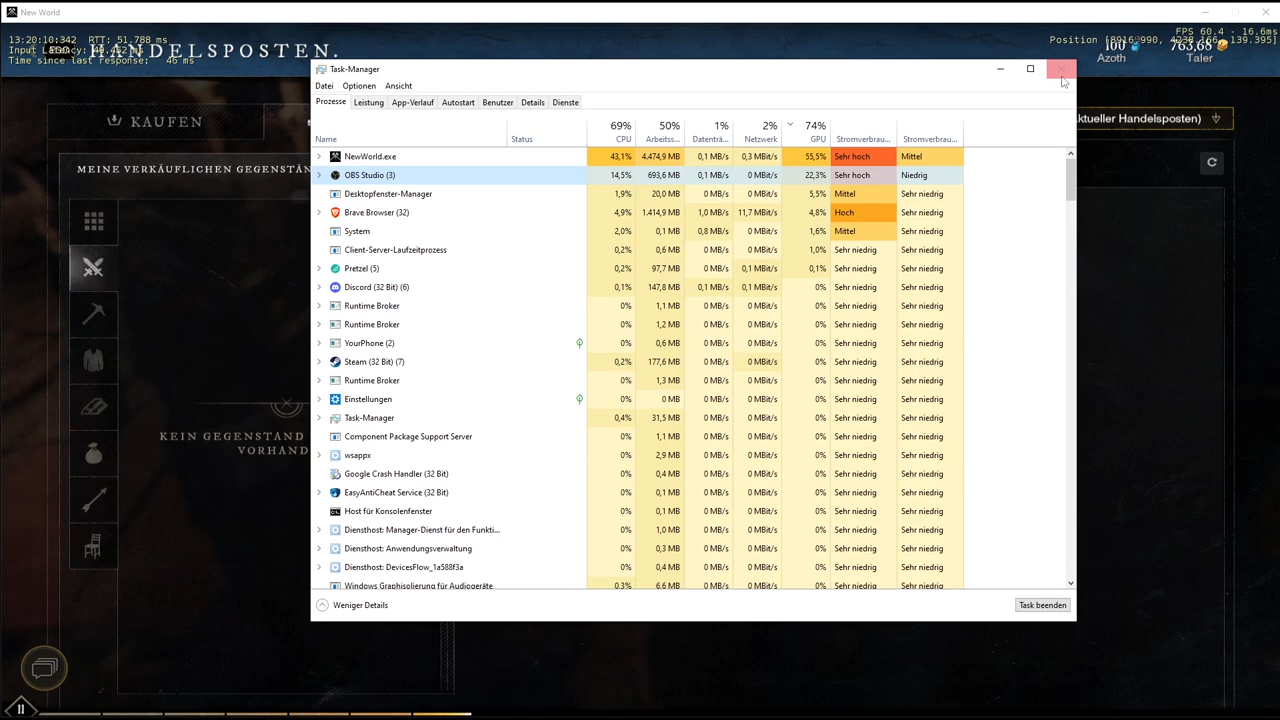 New World
13:20:10:342 RTT: 51.788 ms
Time since last response: 46 ms
HANDELSPOSTEN.
FPS 60.4 - 16.6ms
100
763,68
Azoth
Taler
KAUFEN
aktueller Handelsposten)
MEINE VERKÄUFLICHEN GEGENSTÄN
KEIN GEGENSTAND
VORHAND
Task-Manager
Datei Optionen Ansicht
Prozesse Leistung App-Verlauf Autostart Benutzer Details Dienste
69% 50% 1% 2% 74%
Name Status CPU Arbeitss... Datenträ... Netzwerk GPU Stromverbrau... Stromverbrau...
NewWorld.exe 43,1% 4.474,9 MB 0,1 MB/s 0,3 MBit/s 55,5% Sehr hoch Mittel
OBS Studio (3) 14,5% 693,6 MB 0,1 MB/s 0 MBit/s 22,3% Sehr hoch Niedrig
Desktopfenster-Manager 1,9% 20,0 MB 0 MB/s 0 MBit/s 5,5% Mittel Sehr niedrig
Brave Browser (32) 4,9% 1.414,9 MB 1,0 MB/s 11,7 MBit/s 4,8% Hoch Sehr niedrig
System 2,0% 0,1 MB 0,8 MB/s 0 MBit/s 1,6% Mittel Sehr niedrig
Client-Server-Laufzeitprozess 0,2% 0,6 MB 0 MB/s 0 MBit/s 1,0% Sehr niedrig Sehr niedrig
Pretzel (5) 0,2% 97,7 MB 0 MB/s 0,1 MBit/s 0,1% Sehr niedrig Sehr niedrig
Discord (32 Bit) (6) 0,1% 147,8 MB 0,1 MB/s 0,1 MBit/s 0% Sehr niedrig Sehr niedrig
Runtime Broker 0% 1,1 MB 0 MB/s 0 MBit/s 0% Sehr niedrig Sehr niedrig
Runtime Broker 0% 1,2 MB 0 MB/s 0 MBit/s 0% Sehr niedrig Sehr niedrig
YourPhone (2) 0% 0,6 MB 0 MB/s 0 MBit/s 0% Sehr niedrig Sehr niedrig
Steam (32 Bit) (7) 0,2% 177,6 MB 0 MB/s 0 MBit/s 0% Sehr niedrig Sehr niedrig
Runtime Broker 0% 1,3 MB 0 MB/s 0 MBit/s 0% Sehr niedrig Sehr niedrig
Einstellungen 0% 0 MB 0 MB/s 0 MBit/s 0% Sehr niedrig Sehr niedrig
Task-Manager 0,4% 31,5 MB 0 MB/s 0 MBit/s 0% Sehr niedrig Sehr niedrig
Component Package Support Server 0% 1,1 MB 0 MB/s 0 MBit/s 0% Sehr niedrig Sehr niedrig
wsappx 0% 2,9 MB 0 MB/s 0 MBit/s 0% Sehr niedrig Sehr niedrig
Google Crash Handler (32 Bit) 0% 0,4 MB 0 MB/s 0 MBit/s 0% Sehr niedrig Sehr niedrig
EasyAntiCheat Service (32 Bit) 0% 0,1 MB 0 MB/s 0 MBit/s 0% Sehr niedrig Sehr niedrig
Host für Konsolenfenster 0% 0,1 MB 0 MB/s 0 MBit/s 0% Sehr niedrig Sehr niedrig
Diensthost: Manager-Dienst für den Funkti... 0% 1,0 MB 0 MB/s 0 MBit/s 0% Sehr niedrig Sehr niedrig
Diensthost: Anwendungsverwaltung 0% 0,3 MB 0 MB/s 0 MBit/s 0% Sehr niedrig Sehr niedrig
Diensthost: DevicesFlow_1a588f3a 0% 0,4 MB 0 MB/s 0 MBit/s 0% Sehr niedrig Sehr niedrig
Windows Graphisolierung für Audiogeräte 0,3% 6,6 MB 0 MB/s 0 MBit/s 0% Sehr niedrig Sehr niedrig
Weniger Details
Task beenden